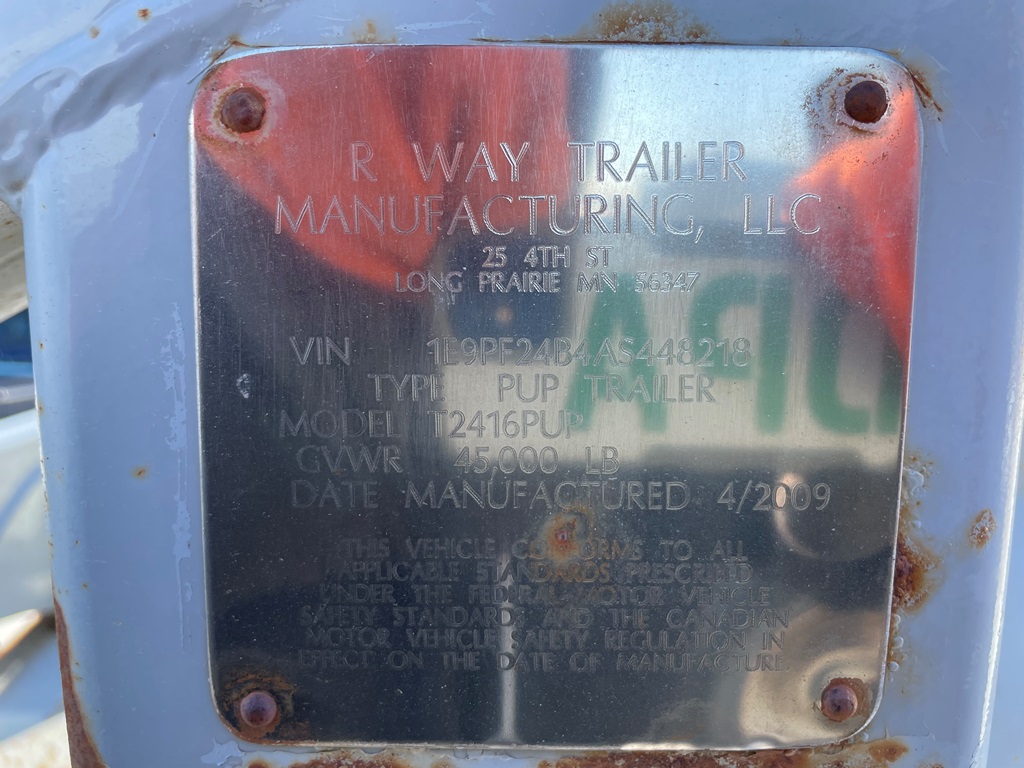 R WAY TRAILER
MANUFACTURING, LLC
25 4TH ST
LONG PRAIRIE MN 56347
VIN 1E9PF24B4AS448218
TYPE PUP TRAILER
MODEL T2416PUP
GVWR 45,000 LB
DATE MANUFACTURED 4/2009
THIS VEHICLE CONFORMS TO ALL
APPLICABLE STANDARDS PRESCRIBED
UNDER THE FEDERAL MOTOR VEHICLE
SAFETY STANDARDS AND THE CANADIAN
MOTOR VEHICLE SAFETY REGULATION IN
EFFECT ON THE DATE OF MANUFACTURE